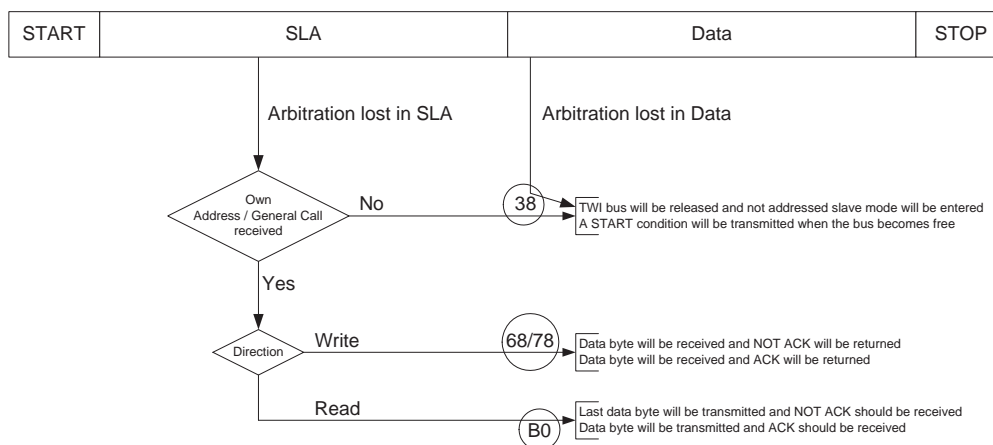 START SLA Data STOP
Arbitration lost in SLA Arbitration lost in Data
Own
Address / General Call
received
No
38
TWI bus will be released and not addressed slave mode will be entered
A START condition will be transmitted when the bus becomes free
Yes
Direction
Write
68/78
Data byte will be received and NOT ACK will be returned
Data byte will be received and ACK will be returned
Read
B0
Last data byte will be transmitted and NOT ACK should be received
Data byte will be transmitted and ACK should be received